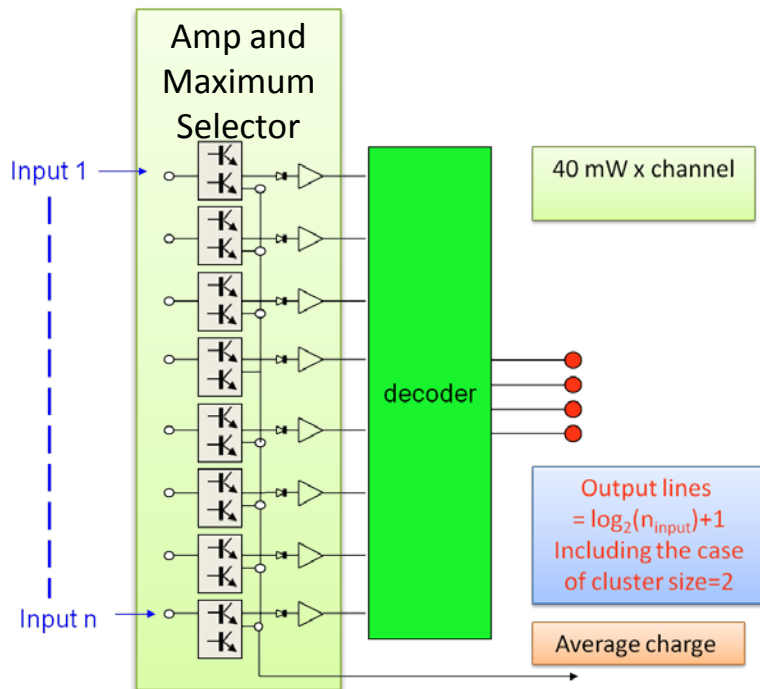 Amp and
Maximum
Selector
Input 1
40 mW x channel
decoder
Output lines
= log₂(n_input)+1
Including the case
of cluster size=2
Input n
Average charge